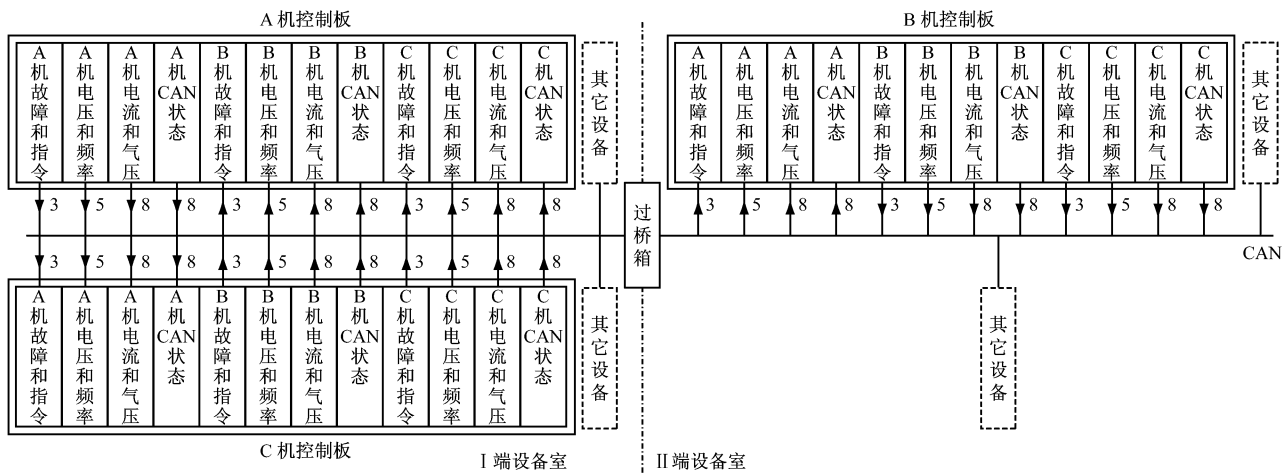 A 机控制板
A机故障和指令
A机电压和频率
A机电流和气压
A机CAN状态
B机故障和指令
B机电压和频率
B机电流和气压
B机CAN状态
C机故障和指令
C机电压和频率
C机电流和气压
C机CAN状态
其它设备
3 5 8 8 3 5 8 8 3 5 8 8
3 5 8 8 3 5 8 8 3 5 8 8
A机故障和指令
A机电压和频率
A机电流和气压
A机CAN状态
B机故障和指令
B机电压和频率
B机电流和气压
B机CAN状态
C机故障和指令
C机电压和频率
C机电流和气压
C机CAN状态
其它设备
C 机控制板
I端设备室
过桥箱
B 机控制板
A机故障和指令
A机电压和频率
A机电流和气压
A机CAN状态
B机故障和指令
B机电压和频率
B机电流和气压
B机CAN状态
C机故障和指令
C机电压和频率
C机电流和气压
C机CAN状态
其它设备
3 5 8 8 3 5 8 8 3 5 8 8
CAN
其它设备
II端设备室